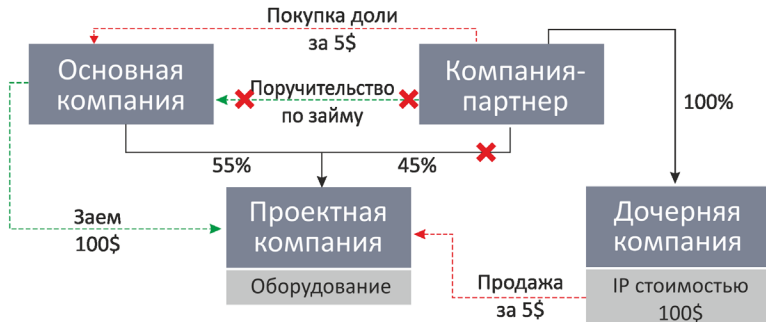 Покупка доли
за 5$
Основная
компания
Компания-
партнер
Поручительство
по займу
100%
55%
45%
Заем
100$
Проектная
компания
Оборудование
Дочерняя
компания
Продажа
за 5$
IP стоимостью
100$